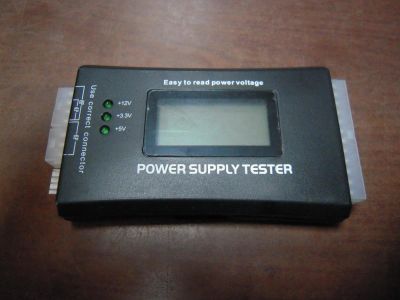 Easy to read power voltage
+12V
+3.3V
+5V
Use correct connector
POWER SUPPLY TESTER